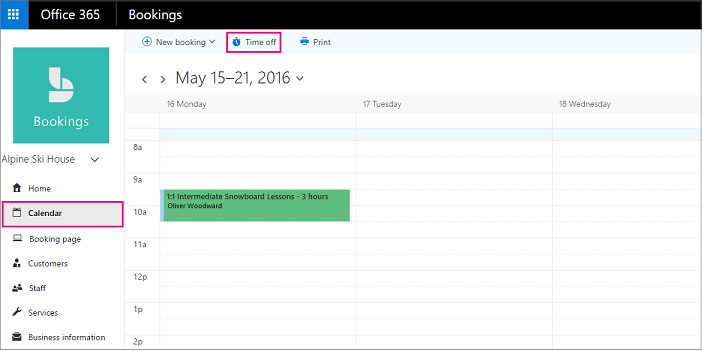 Office 365 Bookings
New booking Time off Print
May 15–21, 2016
16 Monday 17 Tuesday 18 Wednesday
Bookings
Alpine Ski House
Home
Calendar
Booking page
Customers
Staff
Services
Business information
8a
9a
1:1 Intermediate Snowboard Lessons - 3 hours
Oliver Woodward
10a
11a
12p
1p
2p